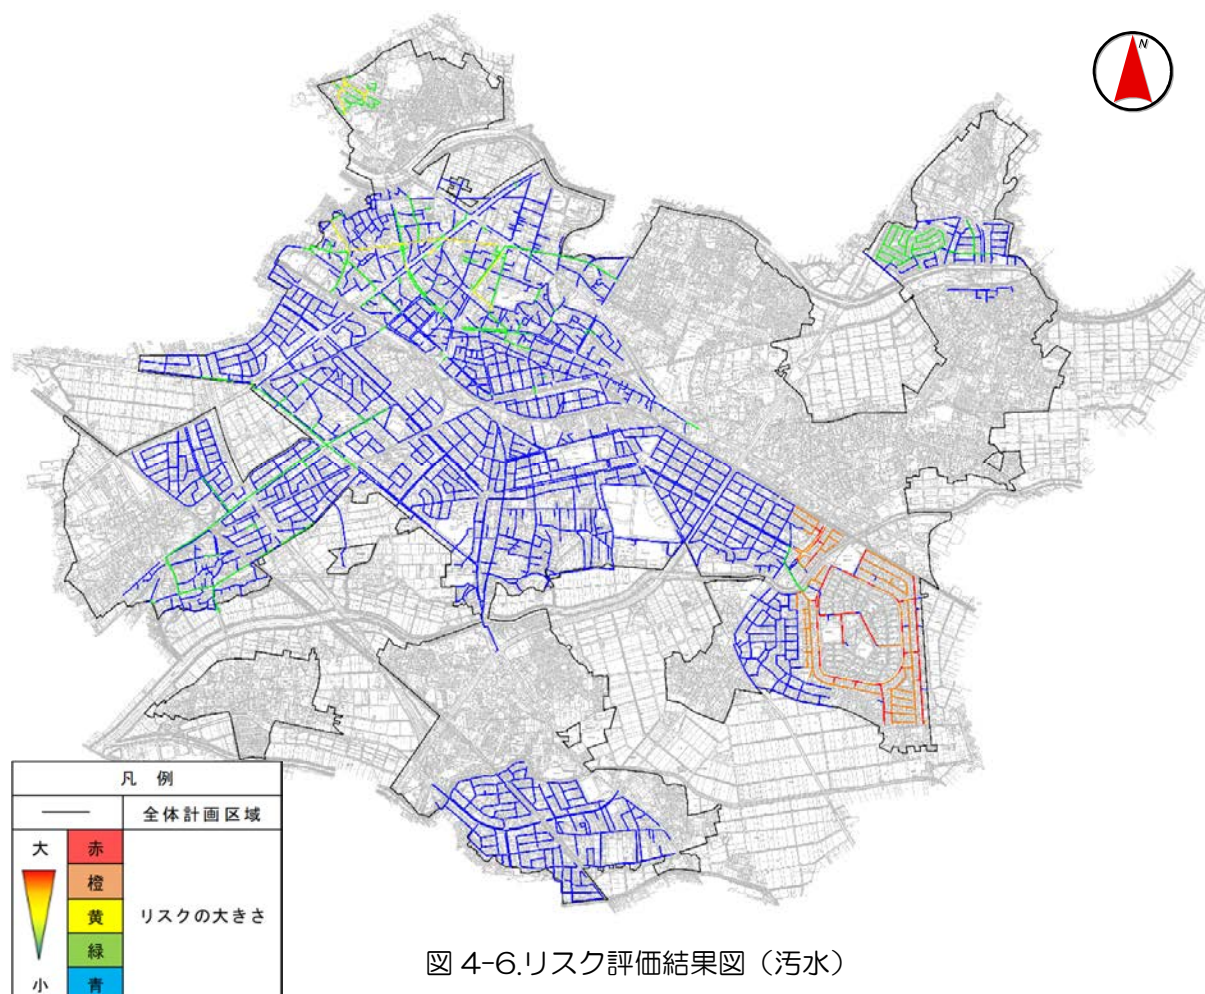 N
凡 例
全体計画区域
大
赤
橙
黄
リスクの大きさ
緑
小
青
図 4-6.リスク評価結果図（汚水）